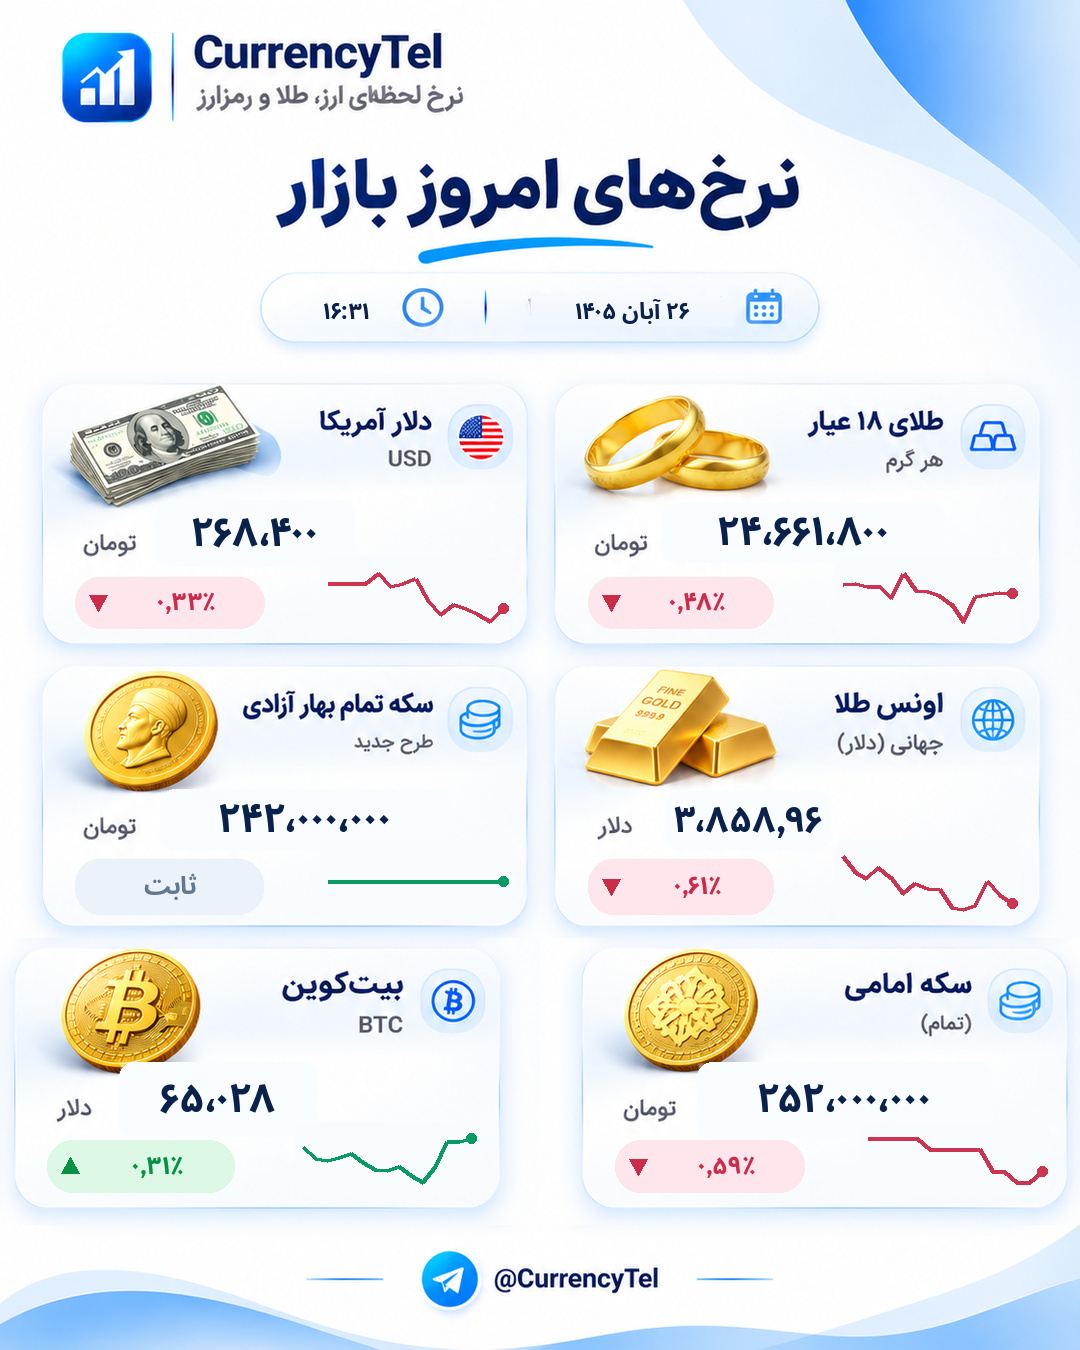 CurrencyTel
نرخ لحظه‌ای ارز، طلا و رمزارز
نرخ‌های امروز بازار
۲۶ آبان ۱۴۰۵
۱۶:۳۱
طلای ۱۸ عیار
هر گرم
۲۴،۶۶۱،۸۰۰
تومان
۰,۴۸٪
دلار آمریکا
USD
۲۶۸،۴۰۰
تومان
۰,۳۳٪
اونس طلا
جهانی (دلار)
FINE
GOLD
999.9
۳،۸۵۸,۹۶
دلار
۰,۶۱٪
سکه تمام بهار آزادی
طرح جدید
۲۴۲،۰۰۰،۰۰۰
تومان
ثابت
سکه امامی
(تمام)
۲۵۲،۰۰۰،۰۰۰
تومان
۰,۵۹٪
بیت‌کوین
BTC
۶۵،۰۲۸
دلار
۰,۳۱٪
@CurrencyTel